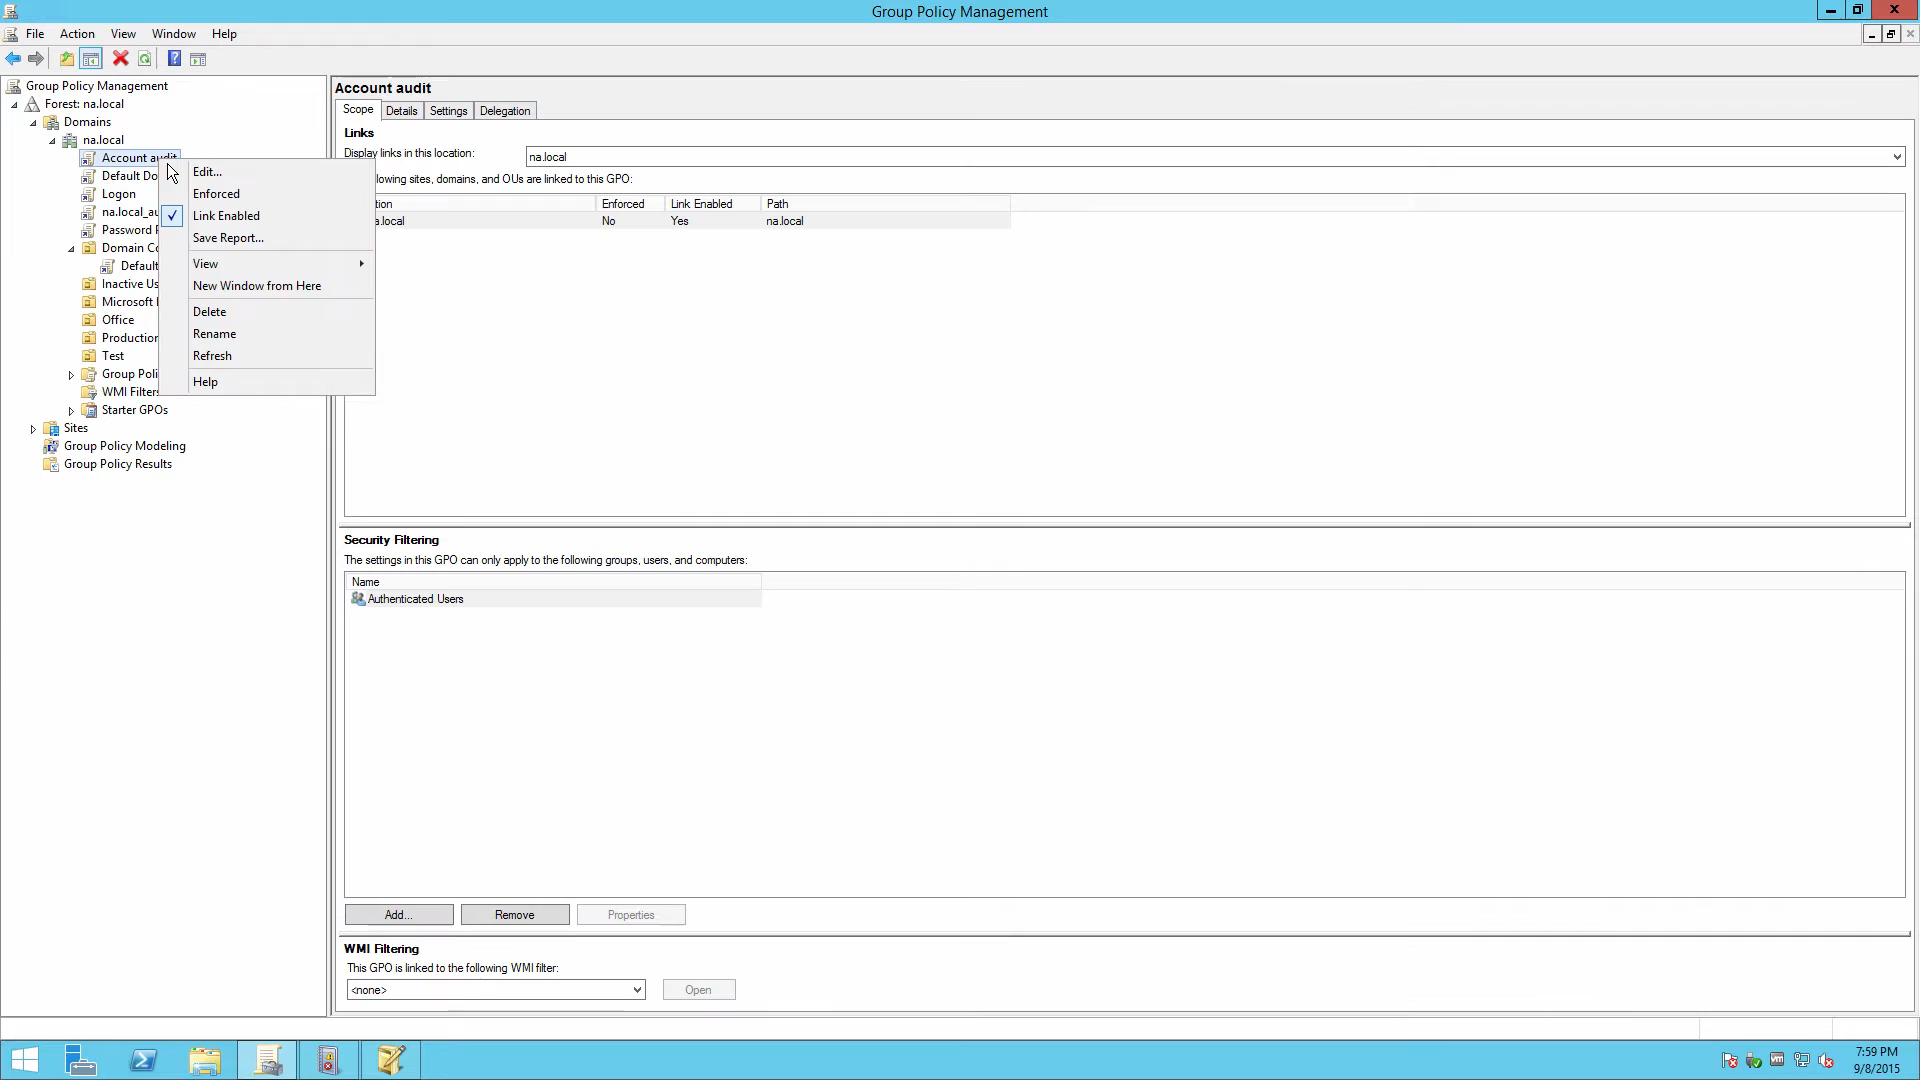 Group Policy Management
File Action View Window Help
Group Policy Management
Forest: na.local
Domains
na.local
Account audit
Default Do
Logon
na.local_au
Password
Domain Co
Default
Inactive Us
Microsoft
Office
Production
Test
Group Poli
WMI Filters
Starter GPOs
Sites
Group Policy Modeling
Group Policy Results
Edit...
Enforced
Link Enabled
Save Report...
View
New Window from Here
Delete
Rename
Refresh
Help
Account audit
Scope Details Settings Delegation
Links
Display links in this location: na.local
lowing sites, domains, and OUs are linked to this GPO:
tion Enforced Link Enabled Path
a.local No Yes na.local
Security Filtering
The settings in this GPO can only apply to the following groups, users, and computers:
Name
Authenticated Users
Add... Remove Properties
WMI Filtering
This GPO is linked to the following WMI filter:
<none> Open
7:59 PM
9/8/2015